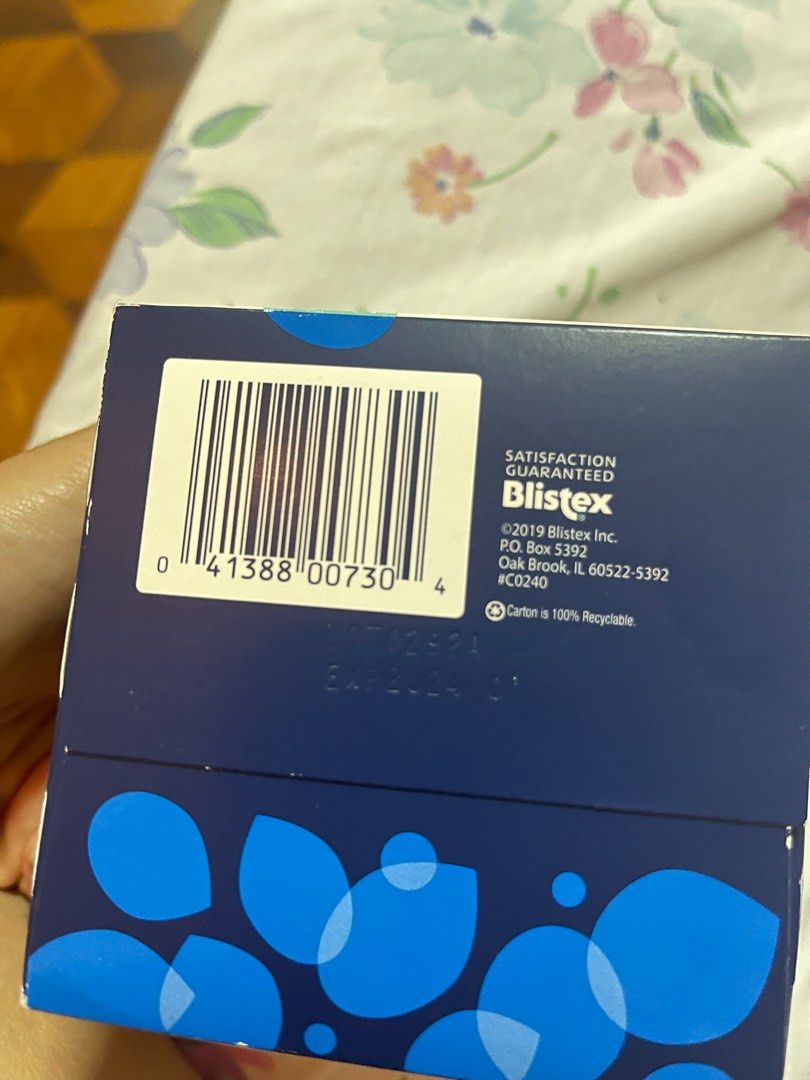 SATISFACTION
GUARANTEED
Blistex
©2019 Blistex Inc.
P.O. Box 5392
Oak Brook, IL 60522-5392
#C0240
Carton is 100% Recyclable.
0 41388 00730 4
EXP2024